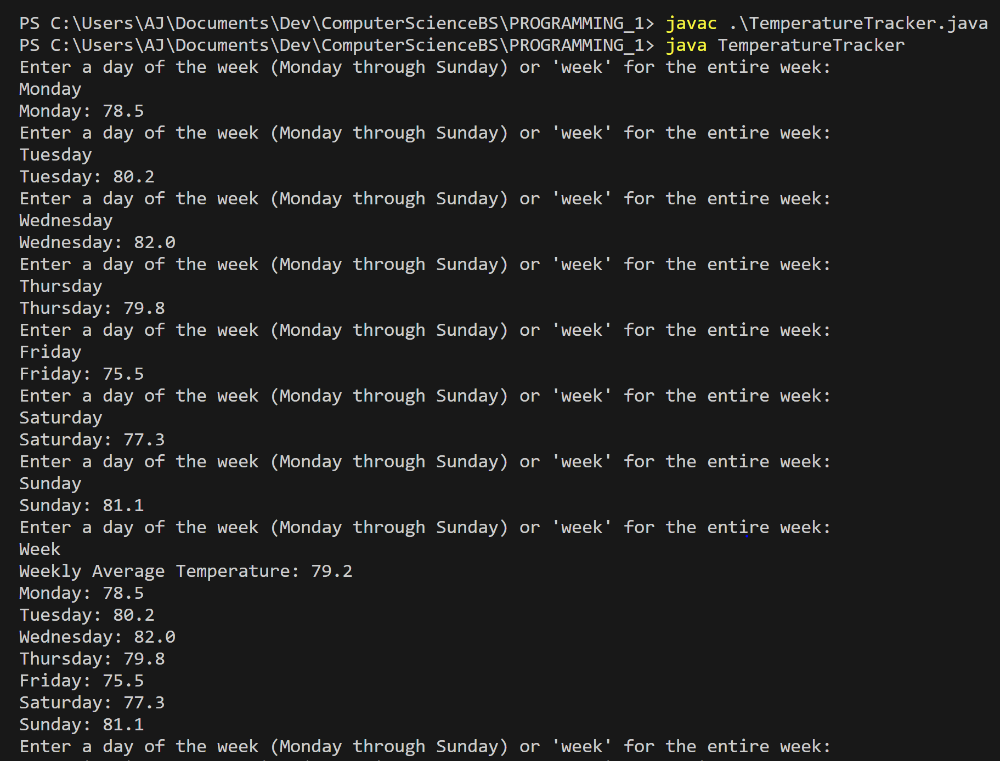 PS C:\Users\AJ\Documents\Dev\ComputerScienceBS\PROGRAMMING_1> javac .\TemperatureTracker.java
PS C:\Users\AJ\Documents\Dev\ComputerScienceBS\PROGRAMMING_1> java TemperatureTracker
Enter a day of the week (Monday through Sunday) or 'week' for the entire week:
Monday
Monday: 78.5
Enter a day of the week (Monday through Sunday) or 'week' for the entire week:
Tuesday
Tuesday: 80.2
Enter a day of the week (Monday through Sunday) or 'week' for the entire week:
Wednesday
Wednesday: 82.0
Enter a day of the week (Monday through Sunday) or 'week' for the entire week:
Thursday
Thursday: 79.8
Enter a day of the week (Monday through Sunday) or 'week' for the entire week:
Friday
Friday: 75.5
Enter a day of the week (Monday through Sunday) or 'week' for the entire week:
Saturday
Saturday: 77.3
Enter a day of the week (Monday through Sunday) or 'week' for the entire week:
Sunday
Sunday: 81.1
Enter a day of the week (Monday through Sunday) or 'week' for the entire week:
Week
Weekly Average Temperature: 79.2
Monday: 78.5
Tuesday: 80.2
Wednesday: 82.0
Thursday: 79.8
Friday: 75.5
Saturday: 77.3
Sunday: 81.1
Enter a day of the week (Monday through Sunday) or 'week' for the entire week: